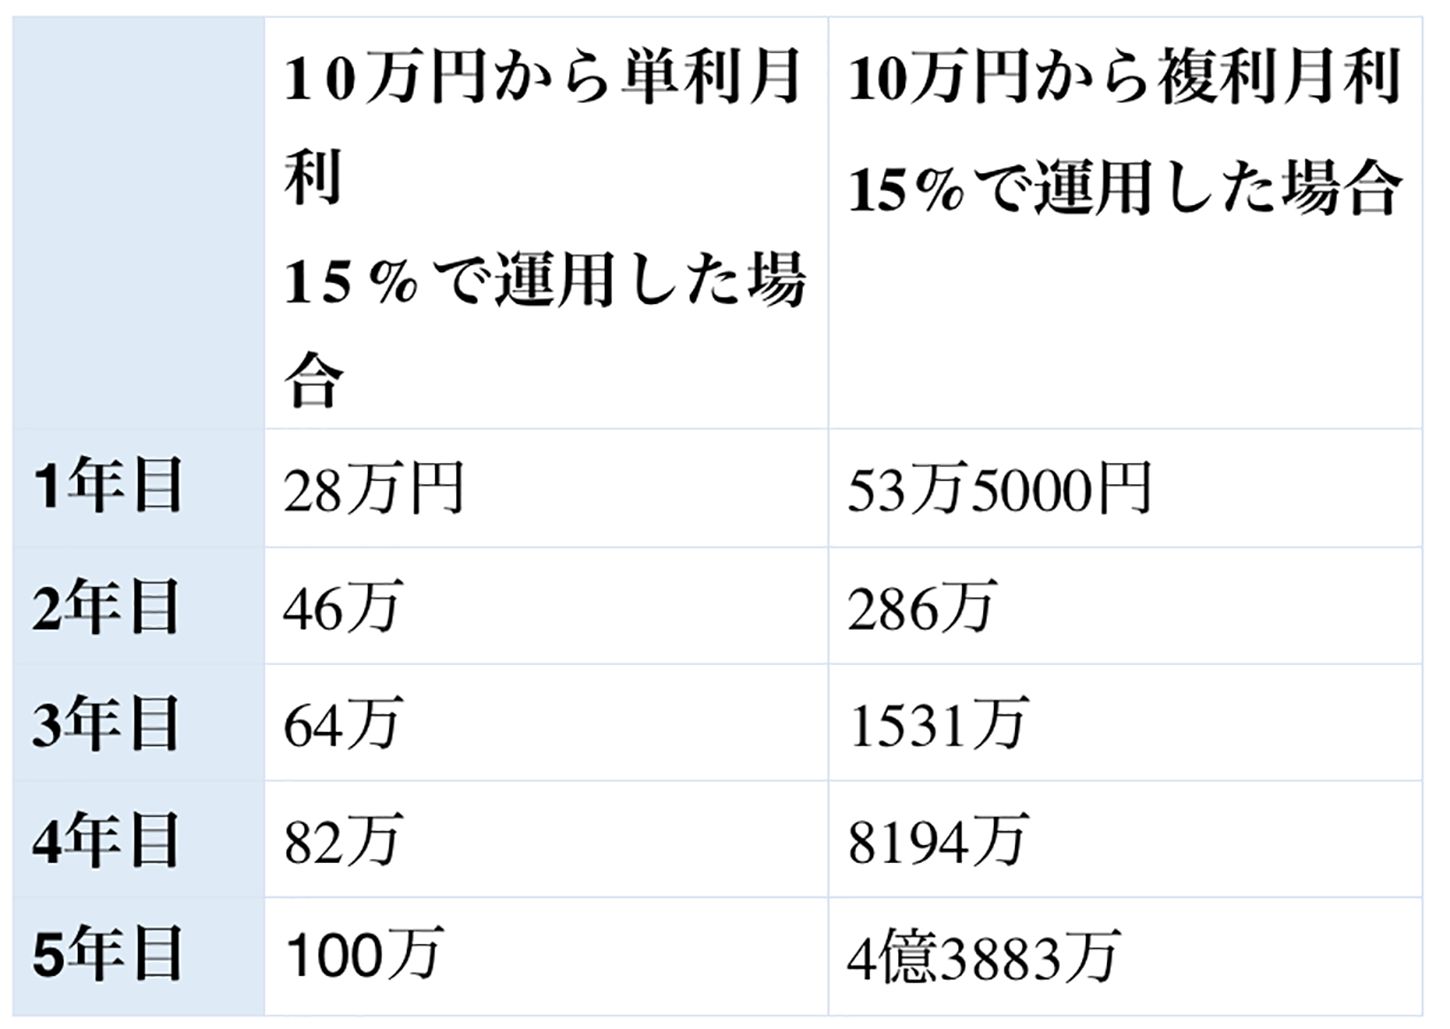 10万円から単利月
利
15%で運用した場
合
10万円から複利月利
15%で運用した場合
1年目
28万円
53万5000円
2年目
46万
286万
3年目
64万
1531万
4年目
82万
8194万
5年目
100万
4億3883万